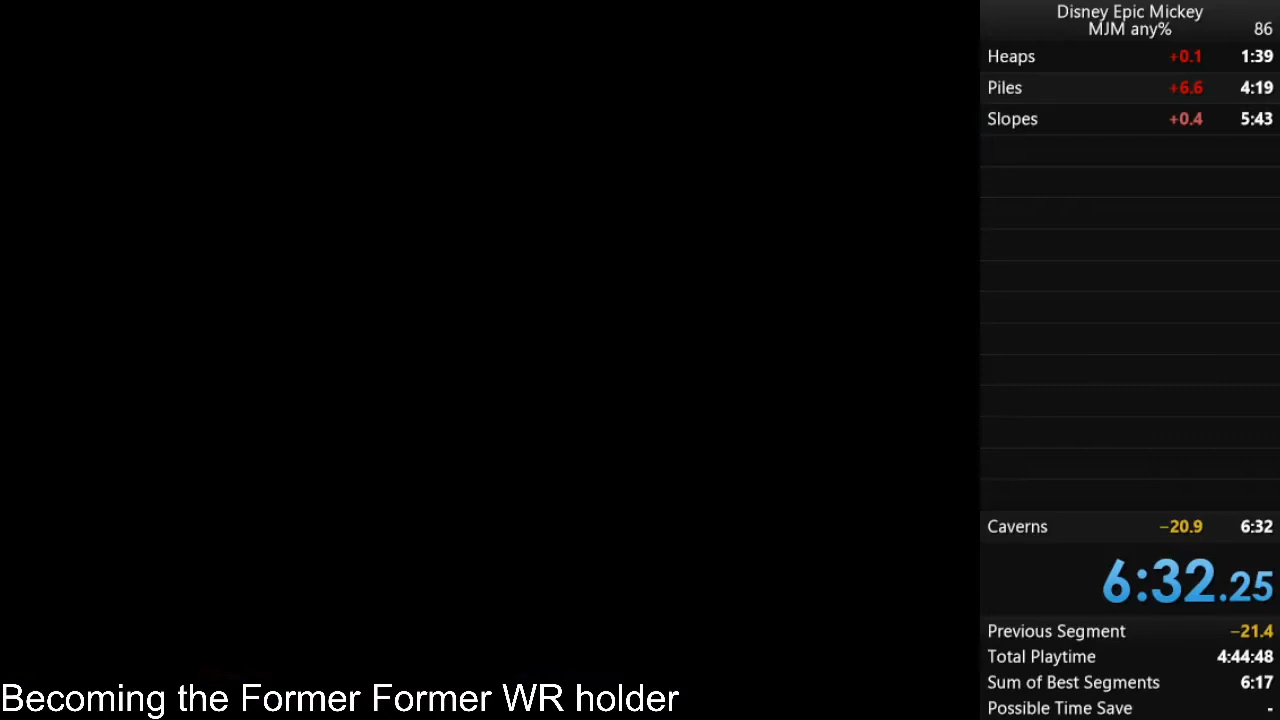 Disney Epic Mickey
MJM any% 86
Heaps +0.1 1:39
Piles +6.6 4:19
Slopes +0.4 5:43
Caverns −20.9 6:32
6:32.25
Previous Segment −21.4
Total Playtime 4:44:48
Sum of Best Segments 6:17
Possible Time Save -
Becoming the Former Former WR holder